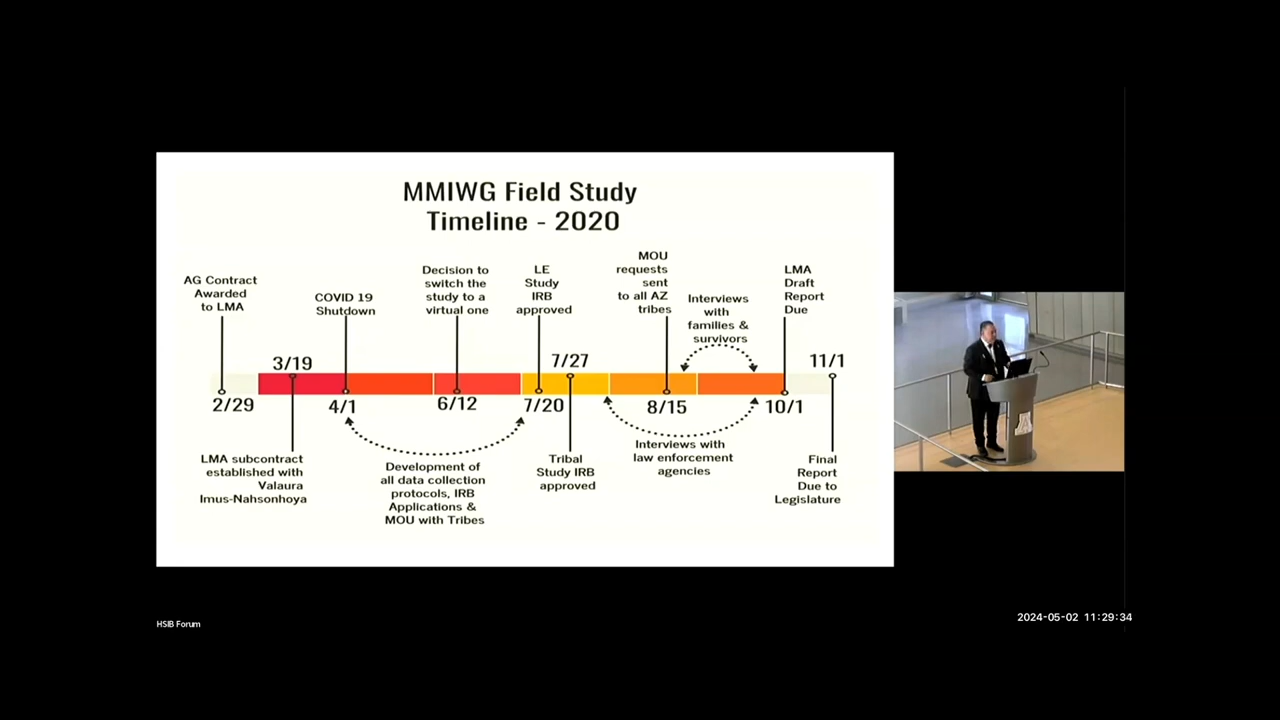 MMIWG Field Study
Timeline - 2020
AG Contract
Awarded
to LMA
COVID 19
Shutdown
Decision to
switch the
study to a
virtual one
LE
Study
IRB
approved
MOU
requests
sent
to all AZ
tribes
Interviews
with
families &
survivors
LMA
Draft
Report
Due
3/19
7/27
11/1
2/29
4/1
6/12
7/20
8/15
10/1
LMA subcontract
established with
Valaura
Imus-Nahsonhoya
Development of
all data collection
protocols, IRB
Applications &
MOU with Tribes
Tribal
Study IRB
approved
Interviews with
law enforcement
agencies
Final
Report
Due to
Legislature
A
HSIB Forum
2024-05-02 11:29:34